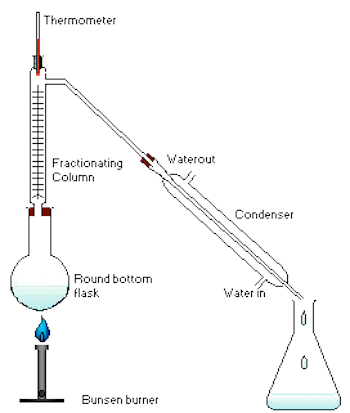 Thermometer
Waterout
Fractionating
Column
Condenser
Round bottom
flask
Water in
Bunsen burner